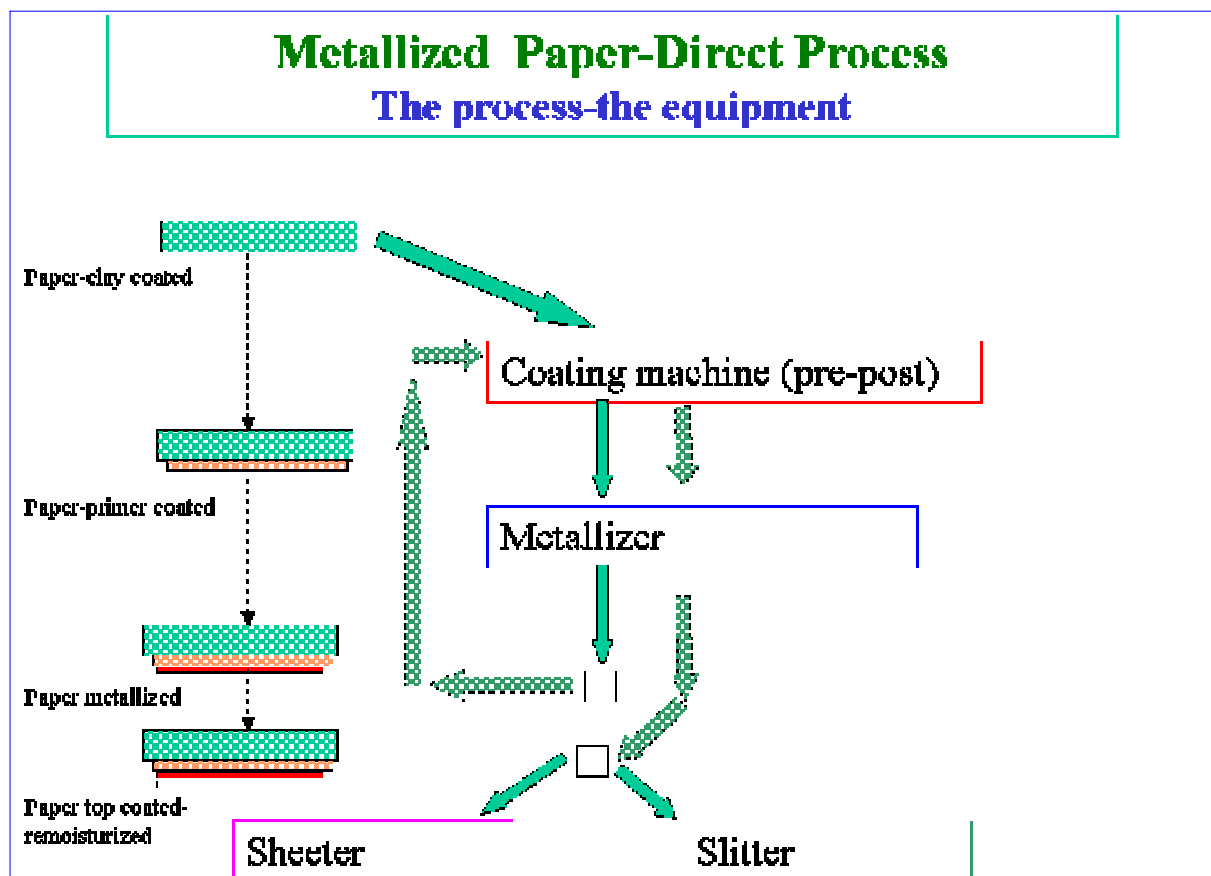 Metallized Paper-Direct Process
The process-the equipment
Paper-clay coated
Coating machine (pre-post)
Paper-primer coated
Metallizer
Paper metallized
Paper top coated-
remoisturized
Sheeter
Slitter